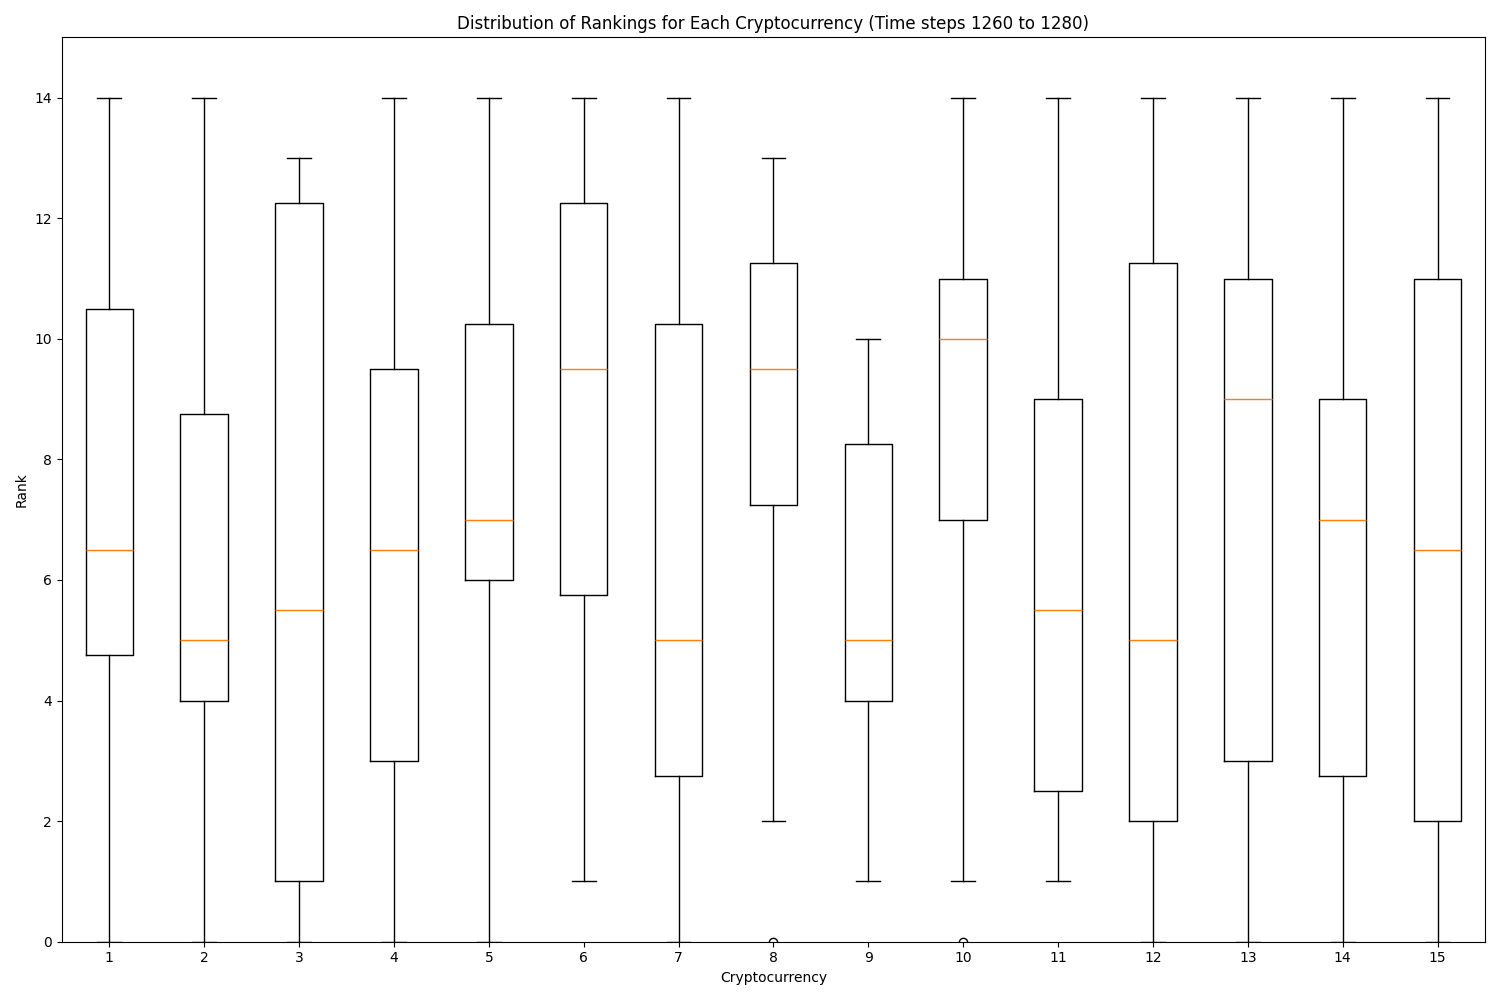 Distribution of Rankings for Each Cryptocurrency (Time steps 1260 to 1280)
14
12
10
8
6
4
2
0
Rank
1 2 3 4 5 6 7 8 9 10 11 12 13 14 15
Cryptocurrency